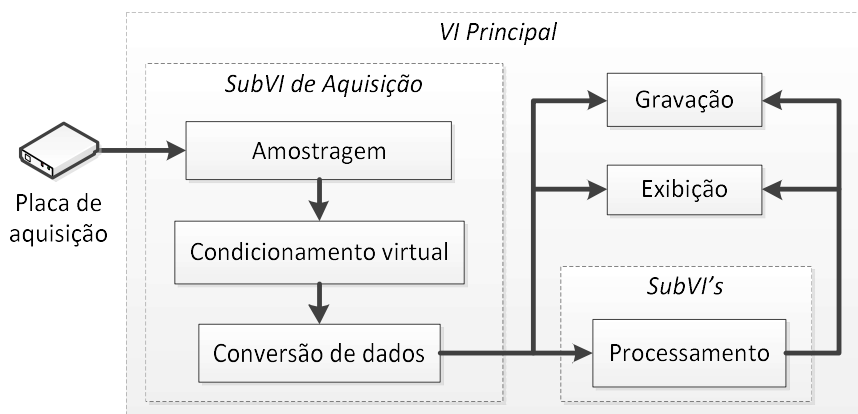 VI Principal
SubVI de Aquisição
Amostragem
Condicionamento virtual
Conversão de dados
Placa de
aquisição
Gravação
Exibição
SubVI's
Processamento